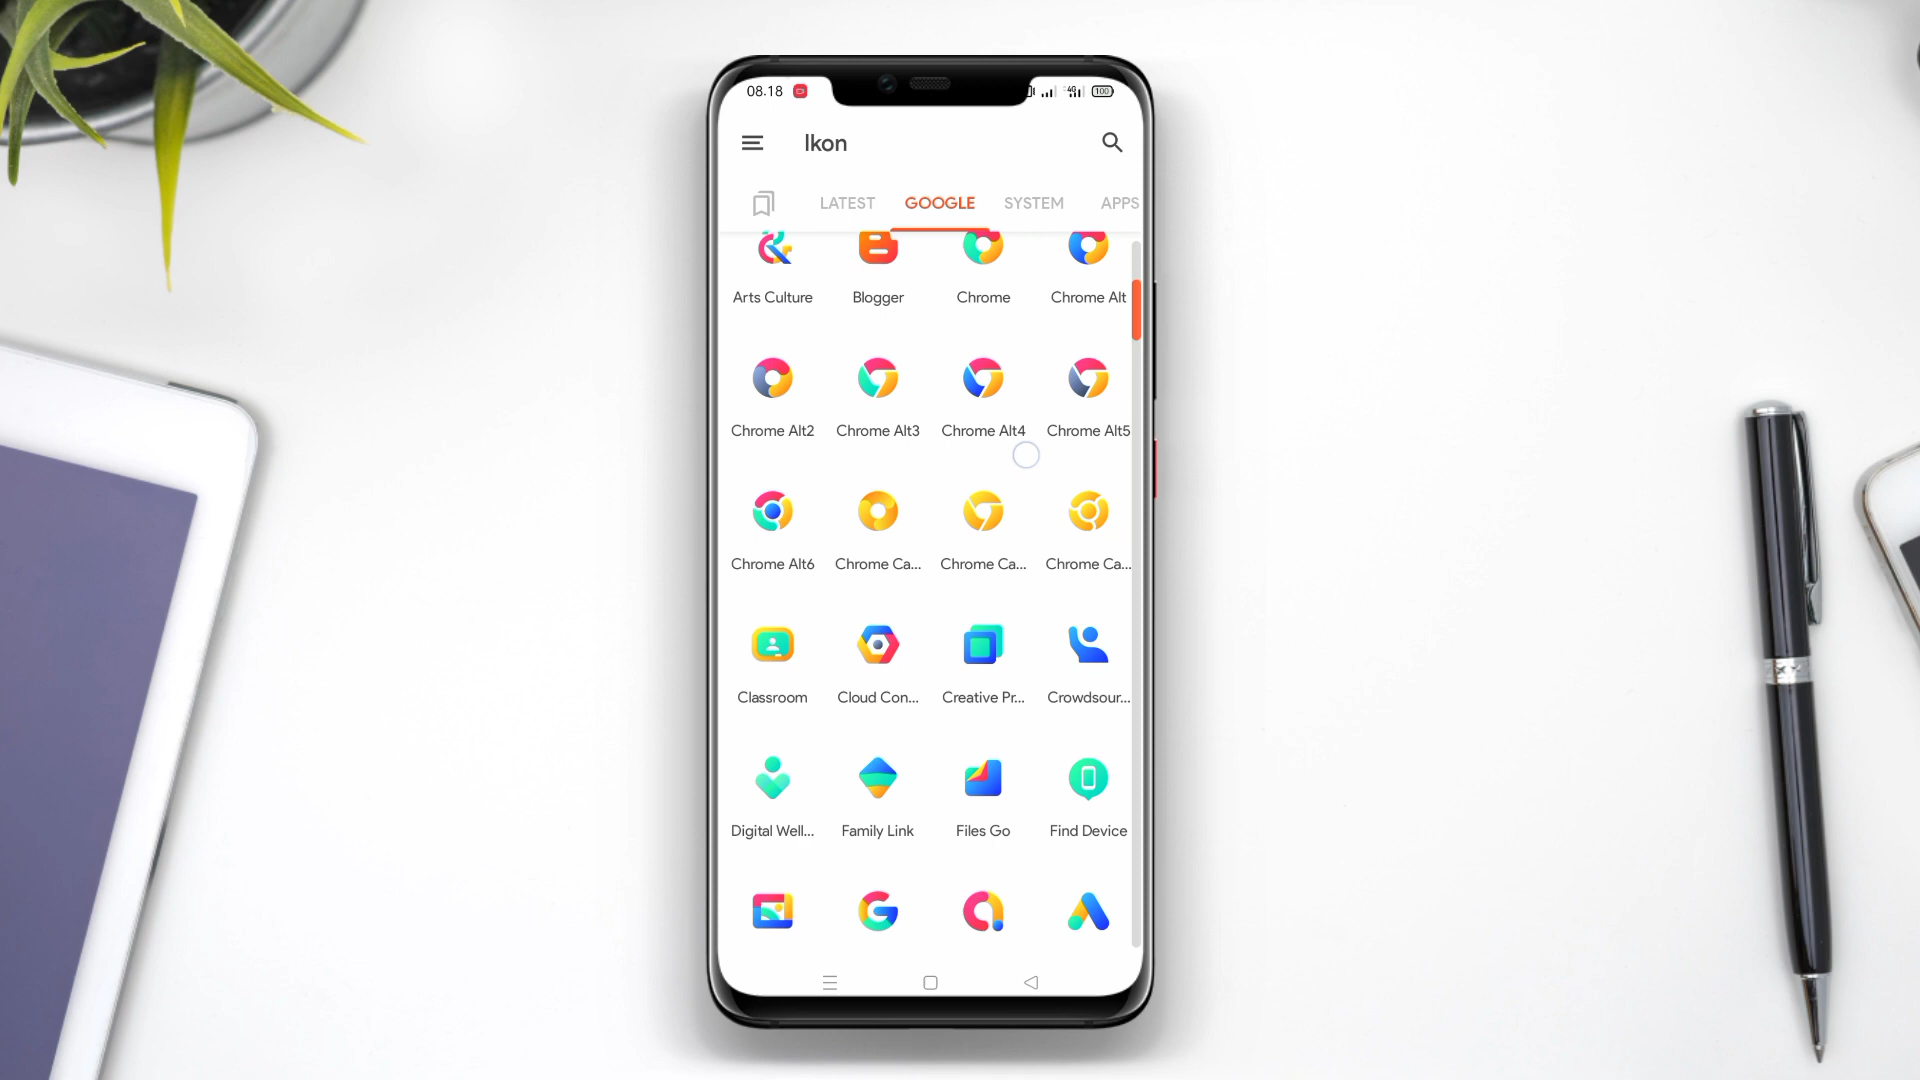 08.18
4G
100
Ikon
LATEST GOOGLE SYSTEM APPS
Arts Culture Blogger Chrome Chrome Alt
Chrome Alt2 Chrome Alt3 Chrome Alt4 Chrome Alt5
Chrome Alt6 Chrome Ca... Chrome Ca... Chrome Ca...
Classroom Cloud Con... Creative Pr... Crowdsour...
Digital Well... Family Link Files Go Find Device